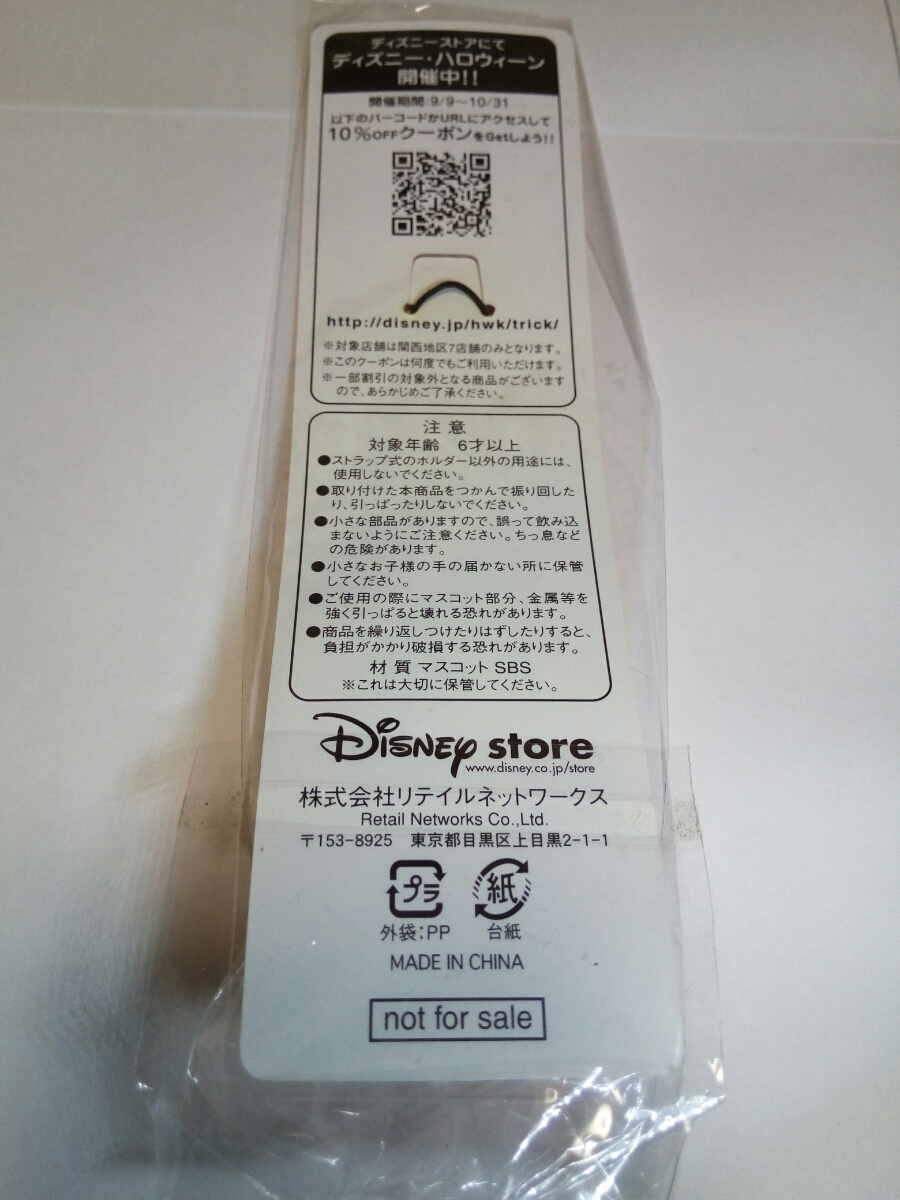 ディズニーストアにて
ディズニー・ハロウィーン
開催中!!
開催期間:9/9〜10/31
以下のバーコードかURLにアクセスして
10%OFFクーポンをGetしよう!!
http://disney.jp/hwk/trick/
※対象店舗は関西地区7店舗のみとなります。
※このクーポンは何度でもご利用いただけます。
※一部割引の対象外となる商品がございます
ので、あらかじめご了承ください。
注意
対象年齢 6才以上
●ストラップ式のホルダー以外の用途には、
使用しないでください。
●取り付けた本商品をつかんで振り回した
り、引っぱったりしないでください。
●小さな部品がありますので、誤って飲み込
まないようにご注意ください。ちっ息など
の危険があります。
●小さなお子様の手の届かない所に保管
してください。
●ご使用の際にマスコット部分、金属等を
強く引っぱると壊れる恐れがあります。
●商品を繰り返しつけたりはずしたりすると、
負担がかかり破損する恐れがあります。
材質 マスコット SBS
※これは大切に保管してください。
Disney store
www.disney.co.jp/store
株式会社リテイルネットワークス
Retail Networks Co.,Ltd.
〒153-8925 東京都目黒区上目黒2-1-1
プラ 紙
外袋:PP 台紙
MADE IN CHINA
not for sale